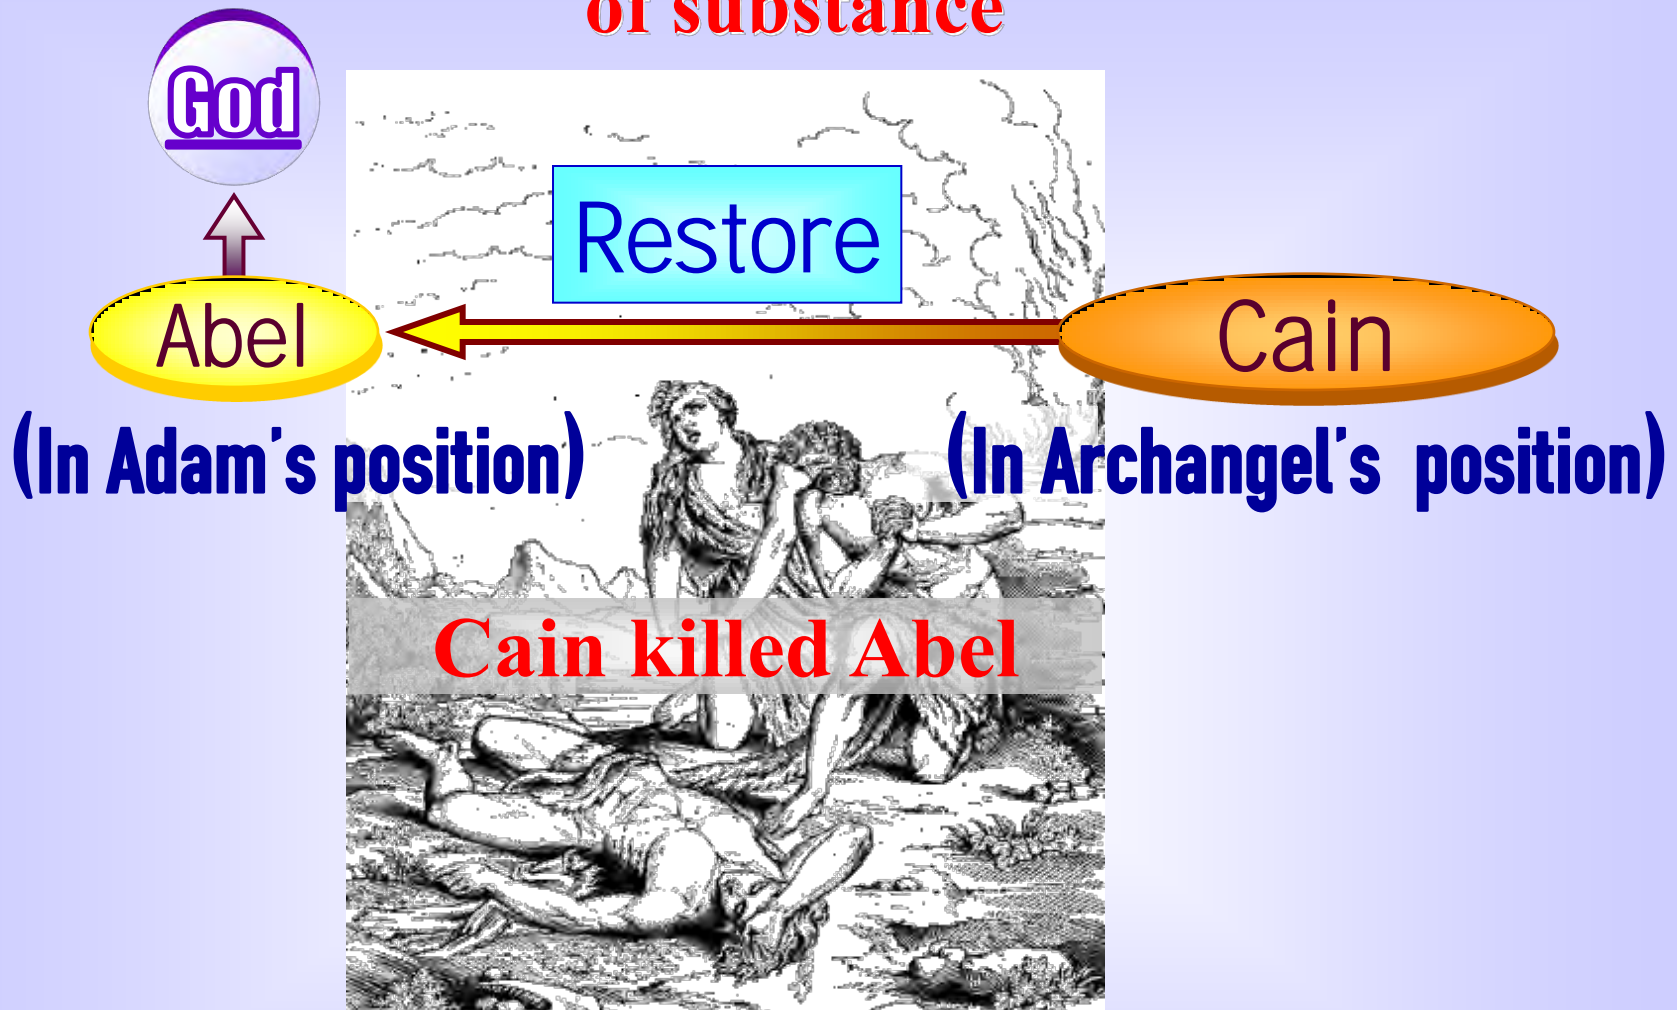 of substance
God
Restore
Abel
Cain
(In Adam's position)
(In Archangel's position)
Cain killed Abel